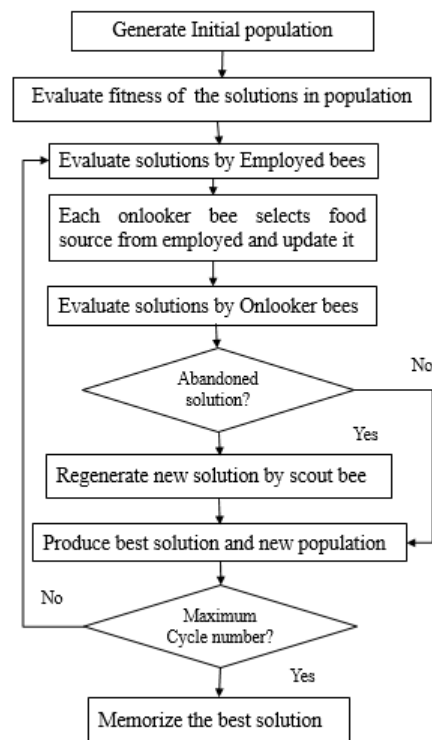 Generate Initial population
Evaluate fitness of the solutions in population
Evaluate solutions by Employed bees
Each onlooker bee selects food
source from employed and update it
Evaluate solutions by Onlooker bees
No
Abandoned
solution?
Yes
Regenerate new solution by scout bee
Produce best solution and new population
No
Maximum
Cycle number?
Yes
Memorize the best solution